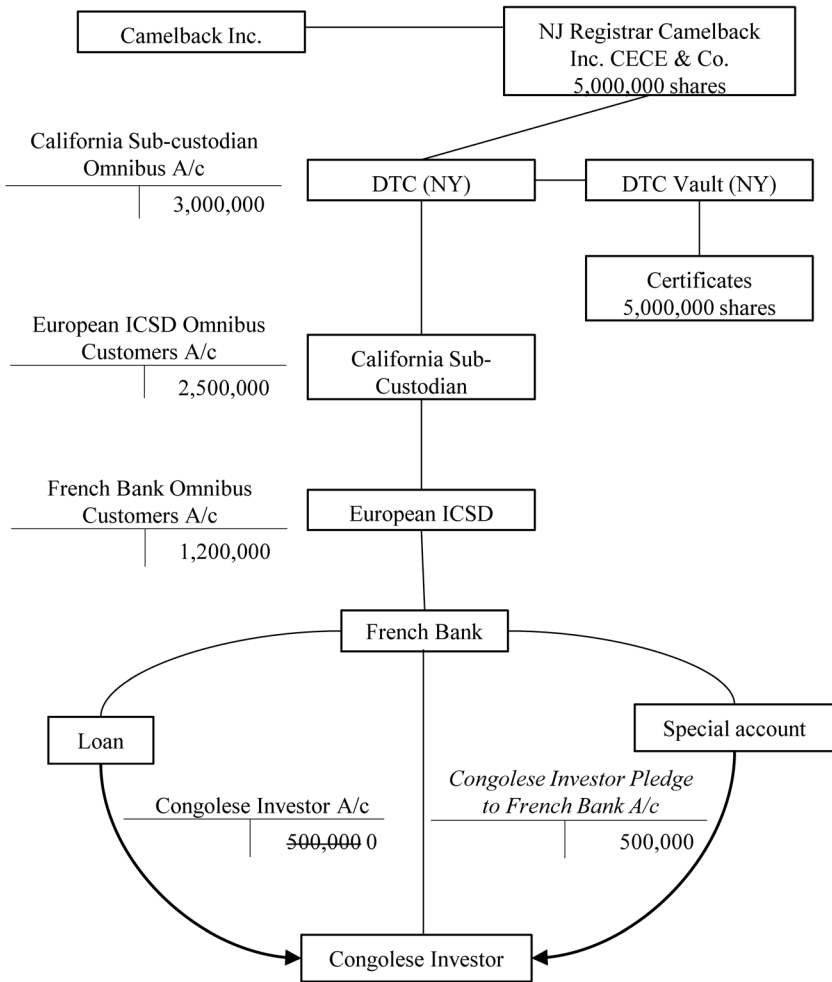 Camelback Inc.
NJ Registrar Camelback
Inc. CECE & Co.
5,000,000 shares
California Sub-custodian
Omnibus A/c
3,000,000
DTC (NY)
DTC Vault (NY)
Certificates
5,000,000 shares
European ICSD Omnibus
Customers A/c
2,500,000
California Sub-
Custodian
French Bank Omnibus
Customers A/c
1,200,000
European ICSD
French Bank
Loan
Special account
Congolese Investor A/c
500,000 0
Congolese Investor Pledge
to French Bank A/c
500,000
Congolese Investor